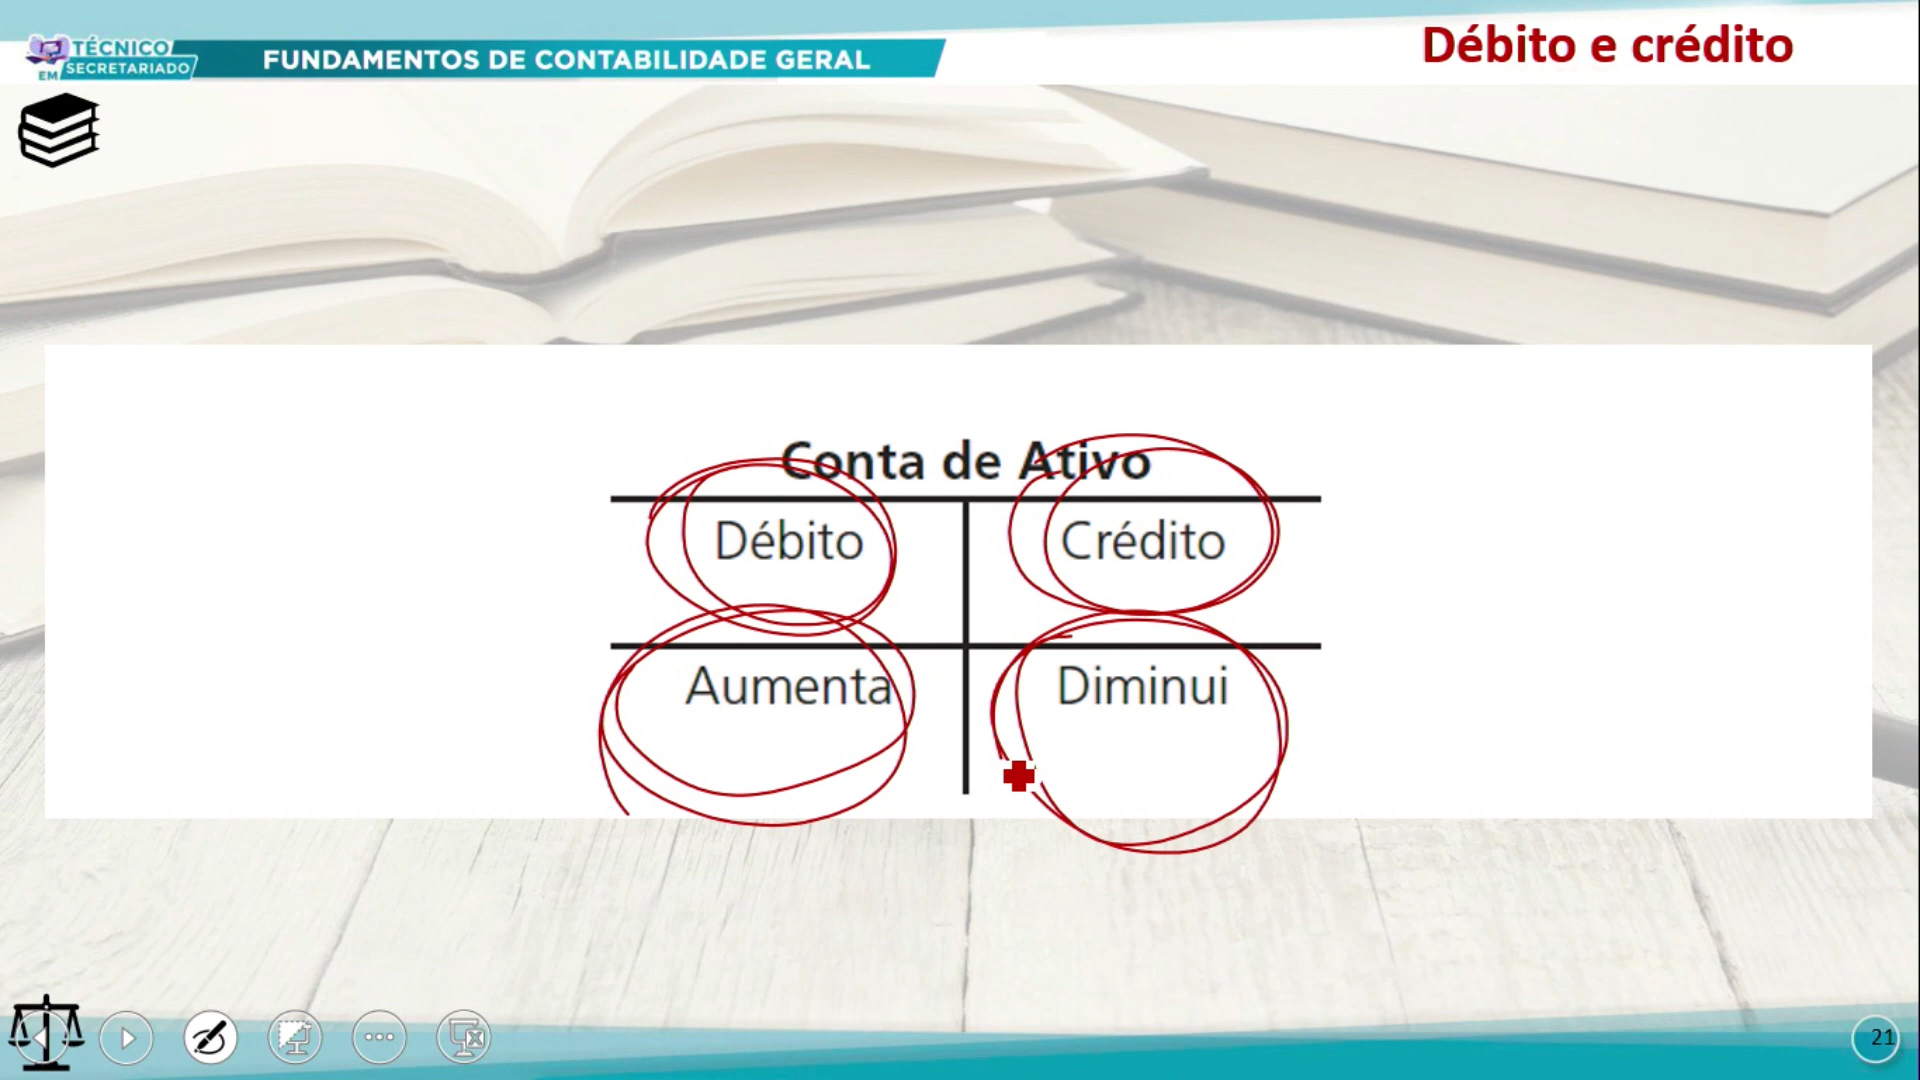 TÉCNICO
EM SECRETARIADO
FUNDAMENTOS DE CONTABILIDADE GERAL
Débito e crédito
Conta de Ativo
Débito Crédito
Aumenta Diminui
21